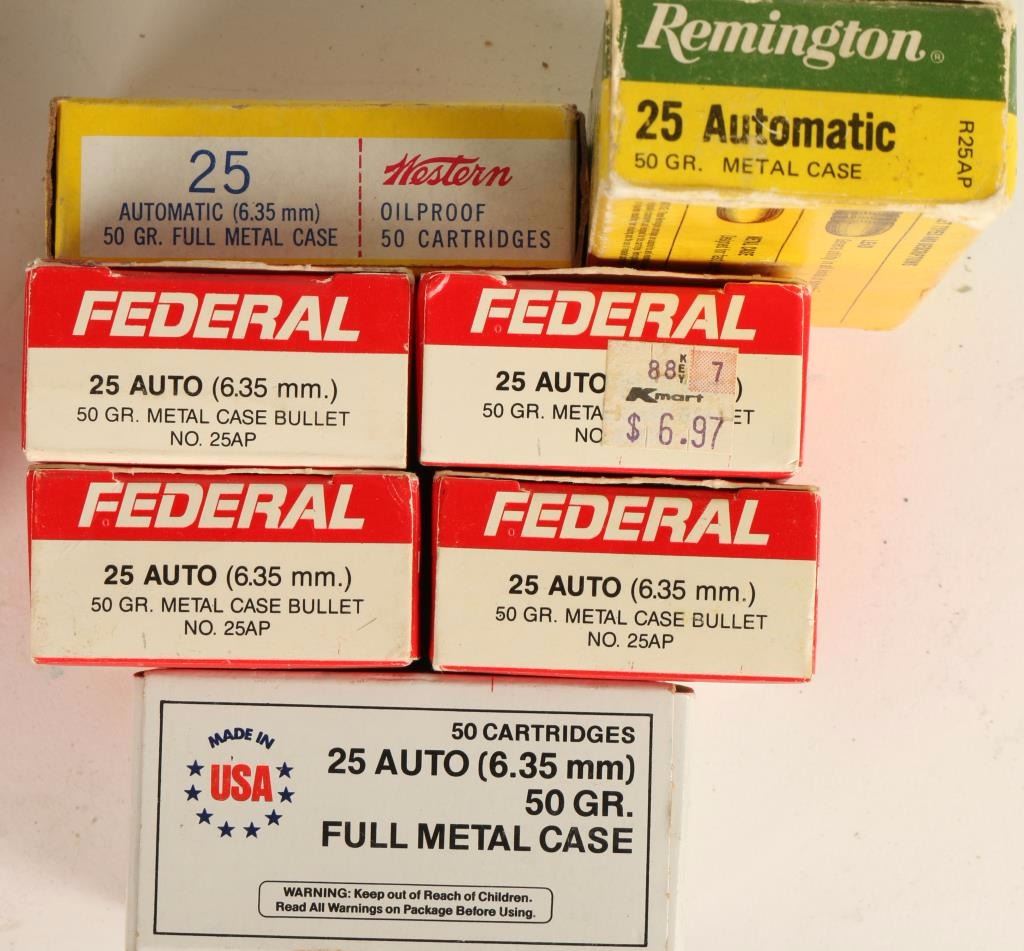 Remington®
25 Automatic
50 GR. METAL CASE
R25AP
METAL CASE
LEAD
25
AUTOMATIC (6.35 mm)
50 GR. FULL METAL CASE
Western
OILPROOF
50 CARTRIDGES
FEDERAL
25 AUTO (6.35 mm.)
50 GR. METAL CASE BULLET
NO. 25AP
FEDERAL
25 AUTO
50 GR. META
ET
NO
88 KEY 7
Kmart
$ 6.97
FEDERAL
25 AUTO (6.35 mm.)
50 GR. METAL CASE BULLET
NO. 25AP
FEDERAL
25 AUTO (6.35 mm.)
50 GR. METAL CASE BULLET
NO. 25AP
MADE IN
USA
50 CARTRIDGES
25 AUTO (6.35 mm)
50 GR.
FULL METAL CASE
WARNING: Keep out of Reach of Children.
Read All Warnings on Package Before Using.